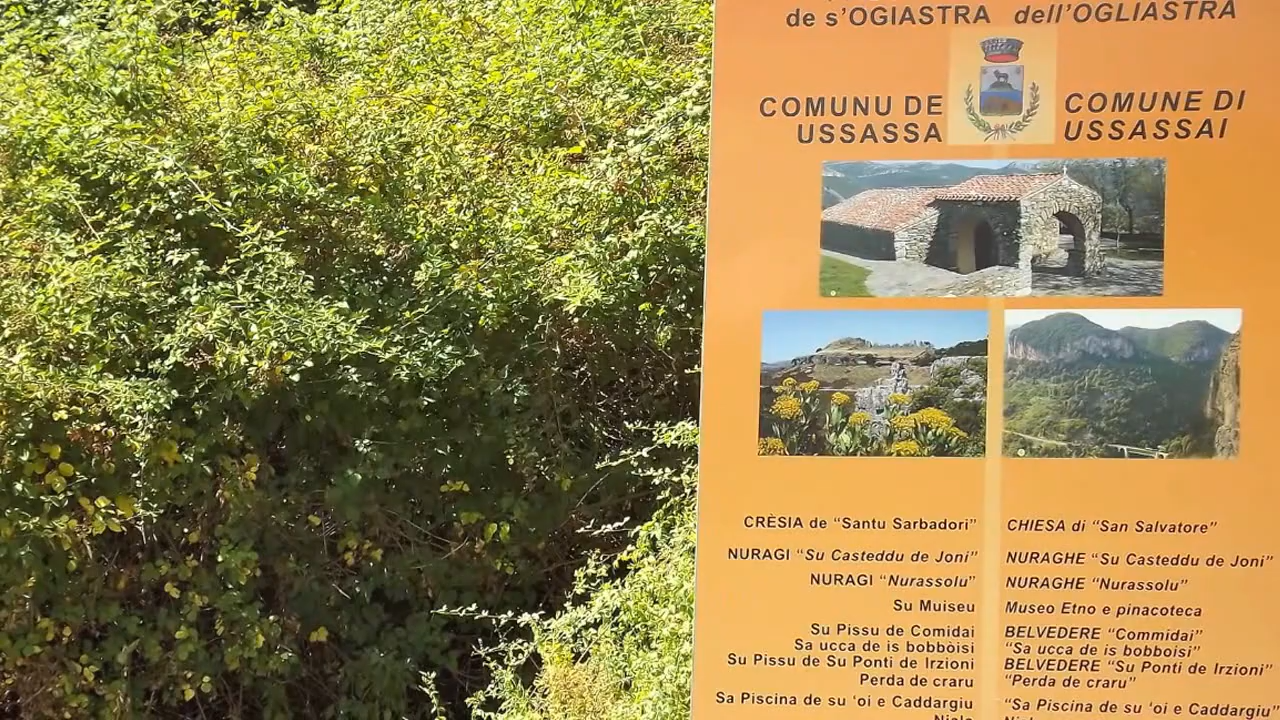 de s'OGIASTRA dell'OGLIASTRA
COMUNU DE
USSASSA
COMUNE DI
USSASSAI
CRÈSIA de "Santu Sarbadori" CHIESA di "San Salvatore"
NURAGI "Su Casteddu de Joni" NURAGHE "Su Casteddu de Joni"
NURAGI "Nurassolu" NURAGHE "Nurassolu"
Su Muiseu Museo Etno e pinacoteca
Su Pissu de Comidai BELVEDERE "Commidai"
Sa ucca de is bobbòisi "Sa ucca de is bobboisi"
Su Pissu de Su Ponti de Irzioni BELVEDERE "Su Ponti de Irzioni"
Perda de craru "Perda de craru"
Sa Piscina de su 'oi e Caddargiu "Sa Piscina de su 'oi e Caddargiu"